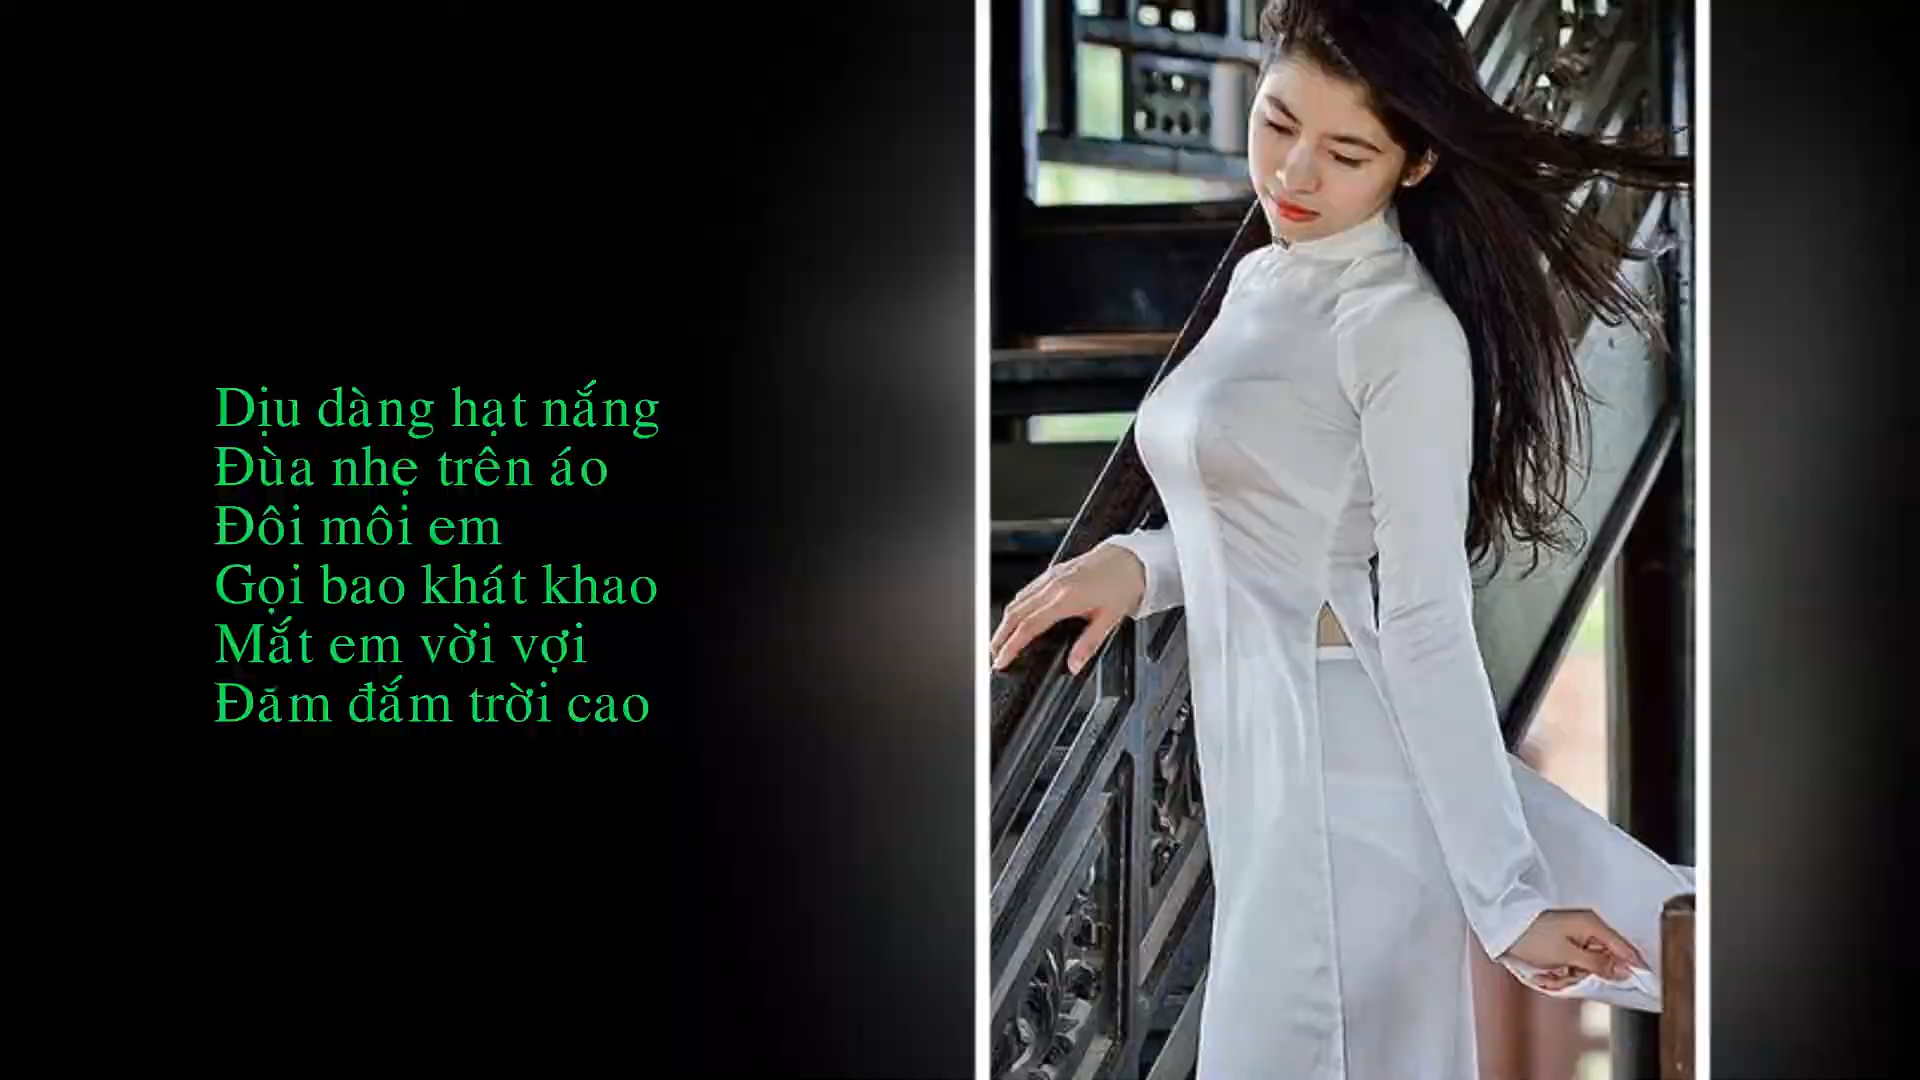 Dịu dàng hạt nắng
Đùa nhẹ trên áo
Đôi môi em
Gọi bao khát khao
Mắt em vời vợi
Đăm đắm trời cao